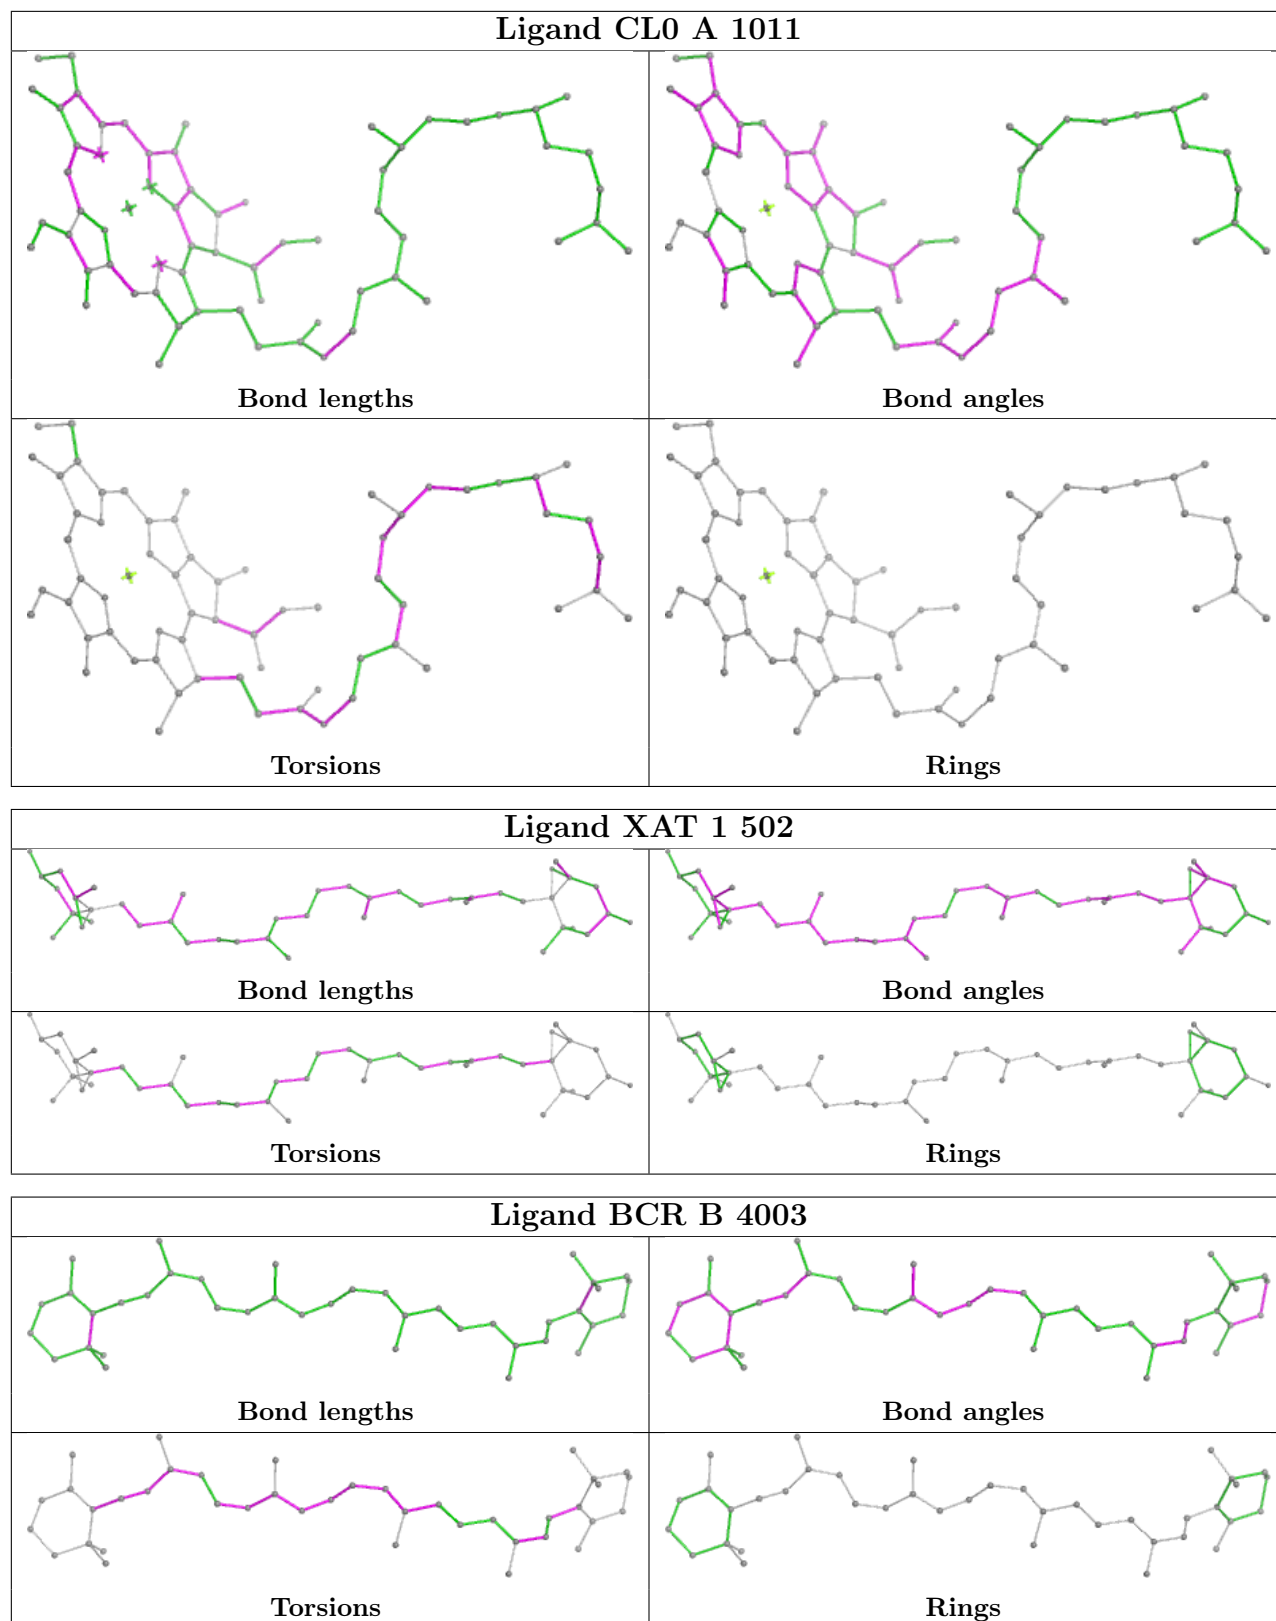 Ligand CL0 A 1011
Bond lengths
Bond angles
Torsions
Rings
Ligand XAT 1 502
Bond lengths
Bond angles
Torsions
Rings
Ligand BCR B 4003
Bond lengths
Bond angles
Torsions
Rings